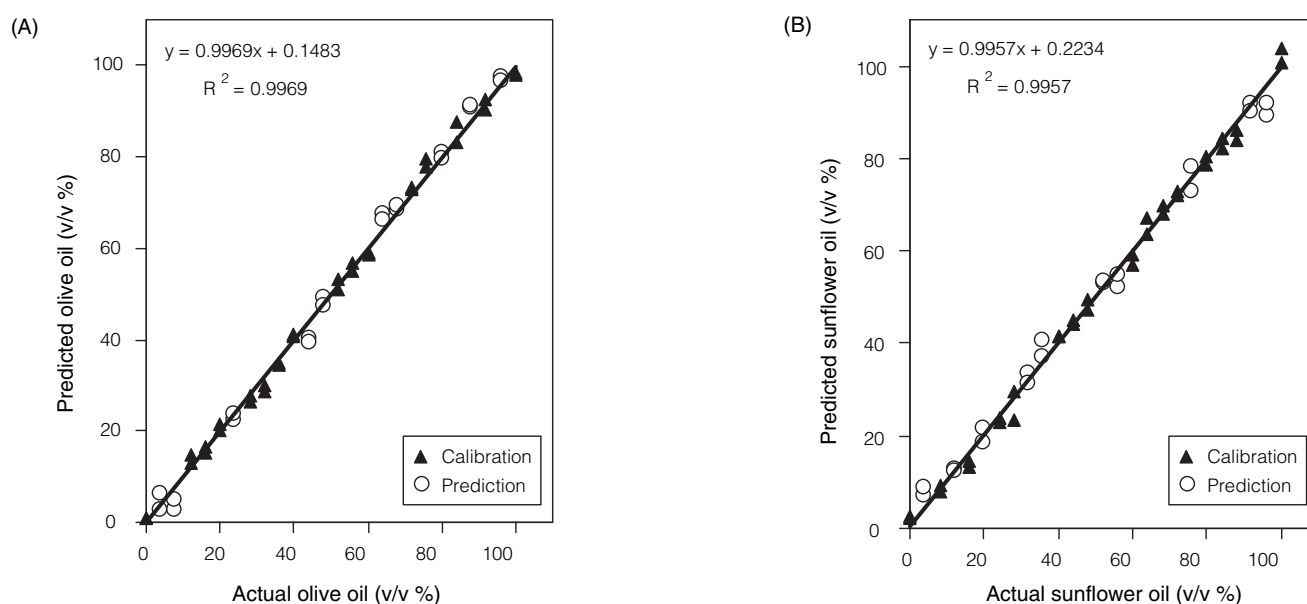 (A)
y = 0.9969x + 0.1483
R 2 = 0.9969
Predicted olive oil (v/v %)
100
80
60
40
20
0
Calibration
Prediction
0 20 40 60 80 100
Actual olive oil (v/v %)
(B)
y = 0.9957x + 0.2234
R 2 = 0.9957
Predicted sunflower oil (v/v %)
100
80
60
40
20
0
Calibration
Prediction
0 20 40 60 80 100
Actual sunflower oil (v/v %)